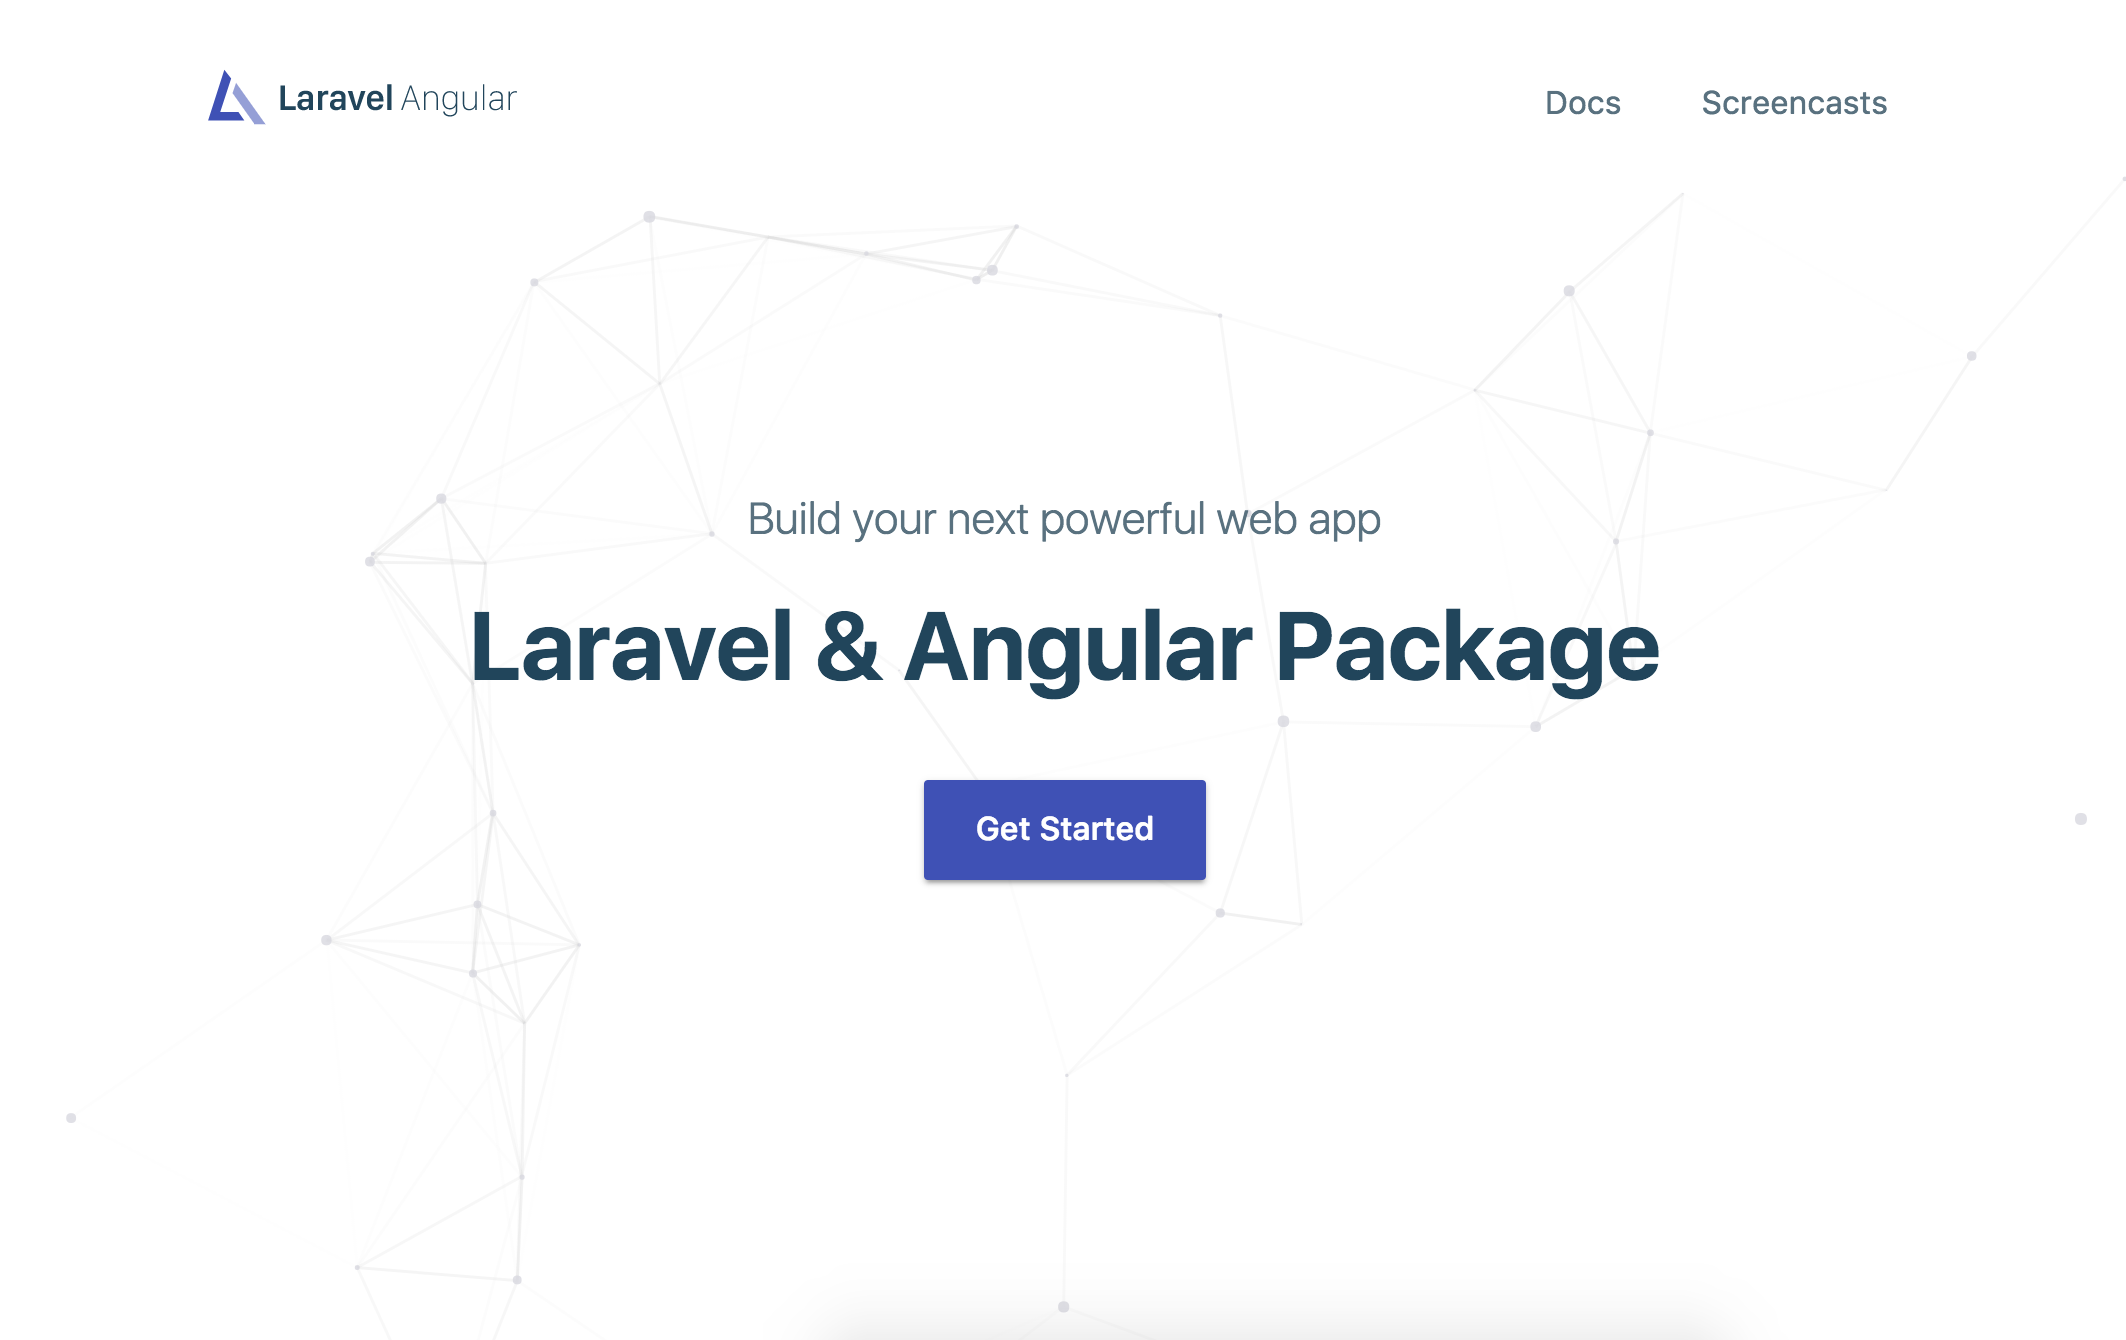 Laravel Angular
Docs Screencasts
Build your next powerful web app
Laravel & Angular Package
Get Started